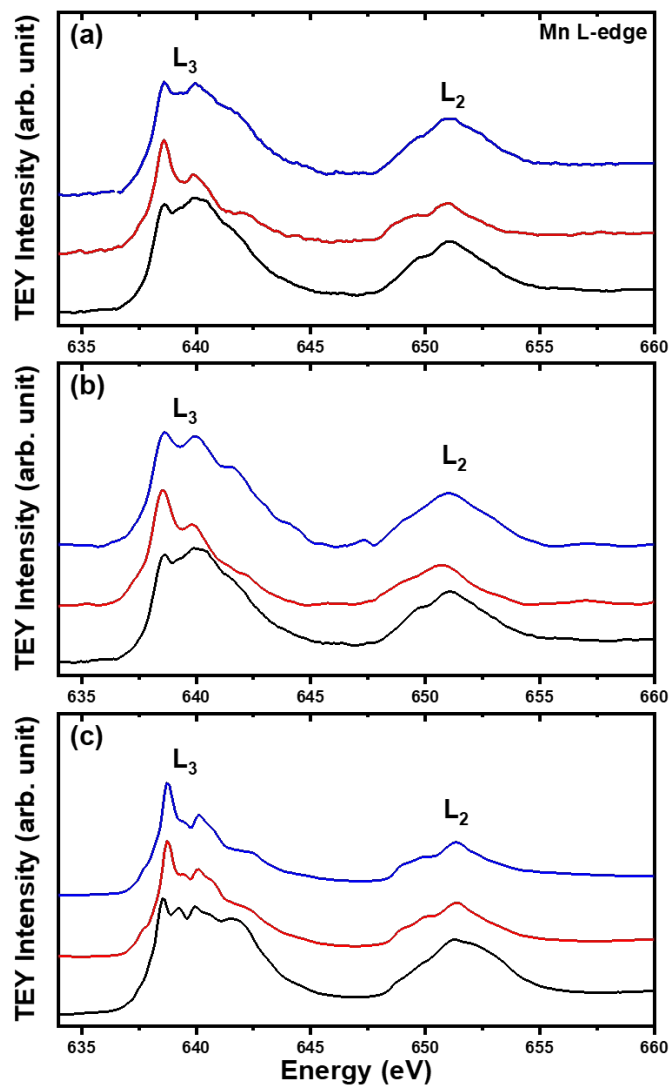 (a)
Mn L-edge
L3
L2
TEY Intensity (arb. unit)
635 640 645 650 655 660
(b)
L3
L2
TEY Intensity (arb. unit)
635 640 645 650 655 660
(c)
L3
L2
TEY Intensity (arb. unit)
635 640 645 650 655 660
Energy (eV)